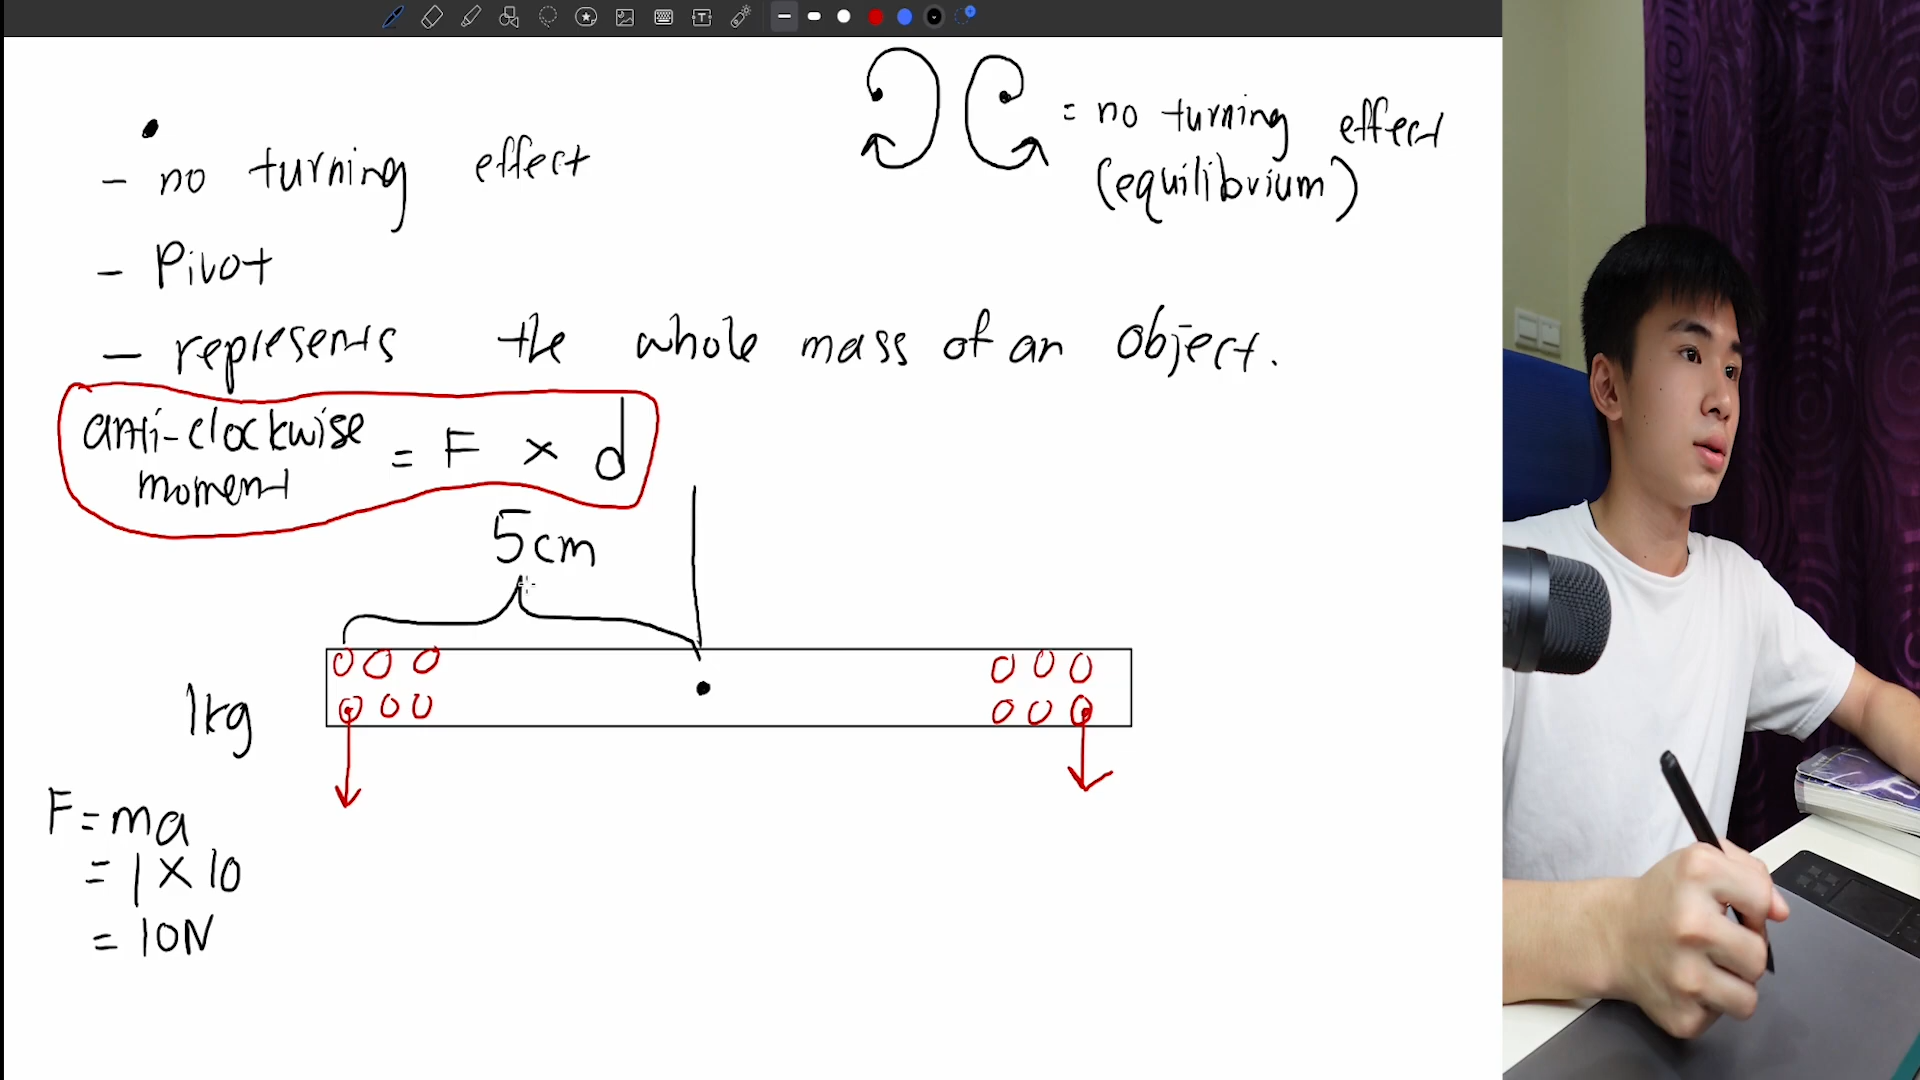 - no turning effect
= no turning effect
(equilibrium)
- Pivot
- represents the whole mass of an object.
anti-clockwise moment = F × d
5cm
1kg
F = ma
= 1 × 10
= 10N